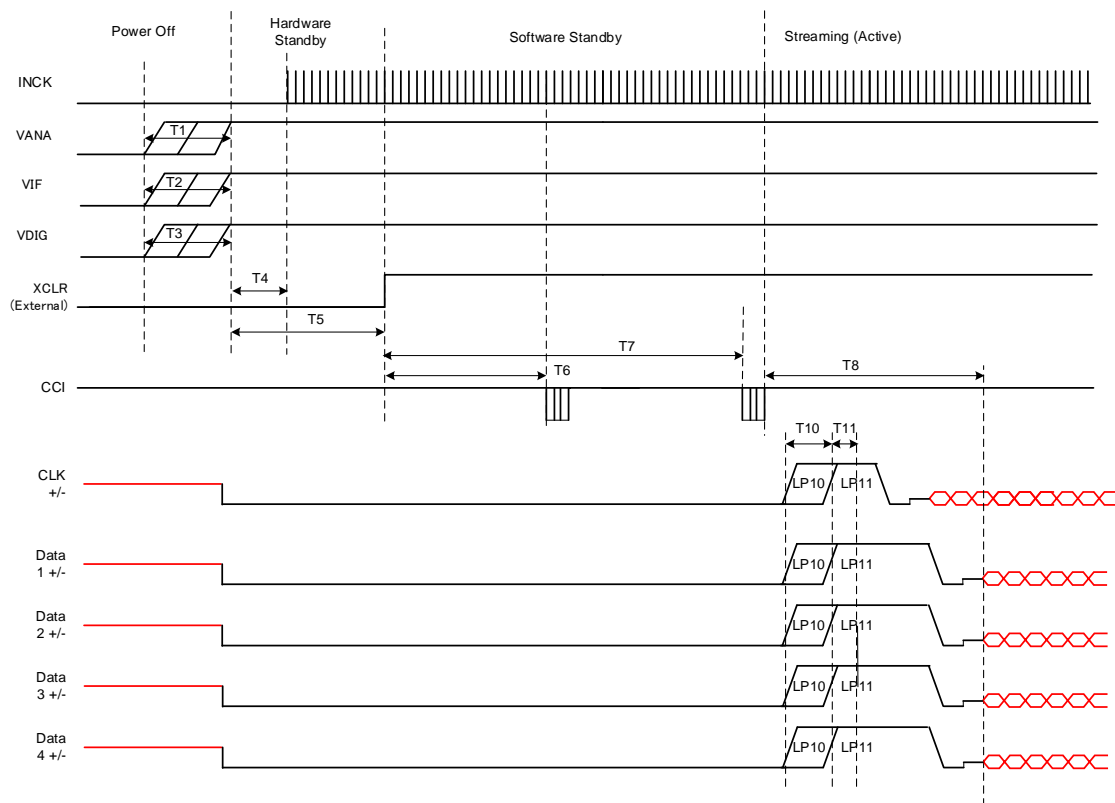 Power Off
Hardware
Standby
Software Standby
Streaming (Active)
INCK
VANA
T1
VIF
T2
VDIG
T3
XCLR
(External)
T4
T5
T7
T6
T8
CCI
T10
T11
CLK
+/-
LP10
LP11
Data
1 +/-
LP10
LP11
Data
2 +/-
LP10
LP11
Data
3 +/-
LP10
LP11
Data
4 +/-
LP10
LP11